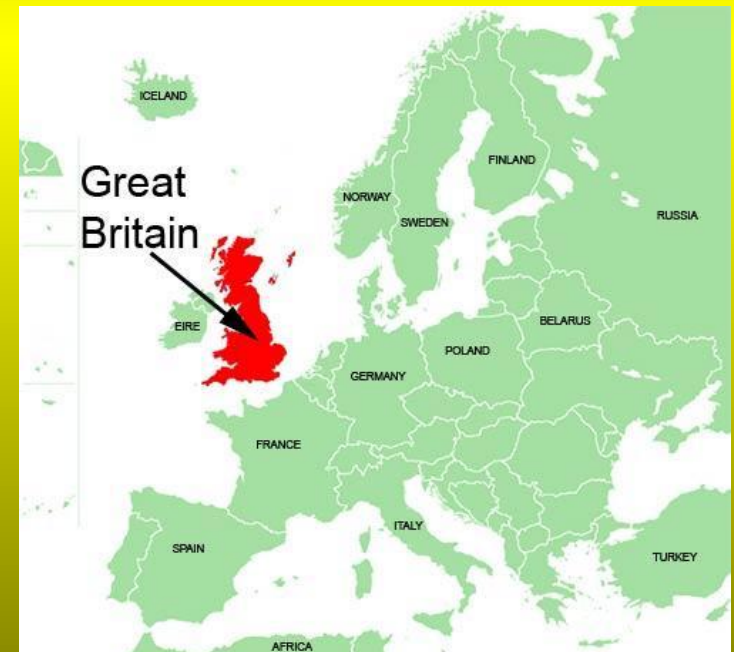 ICELAND
Great
Britain
FINLAND
NORWAY
SWEDEN
RUSSIA
EIRE
BELARUS
POLAND
GERMANY
FRANCE
ITALY
SPAIN
TURKEY
AFRICA